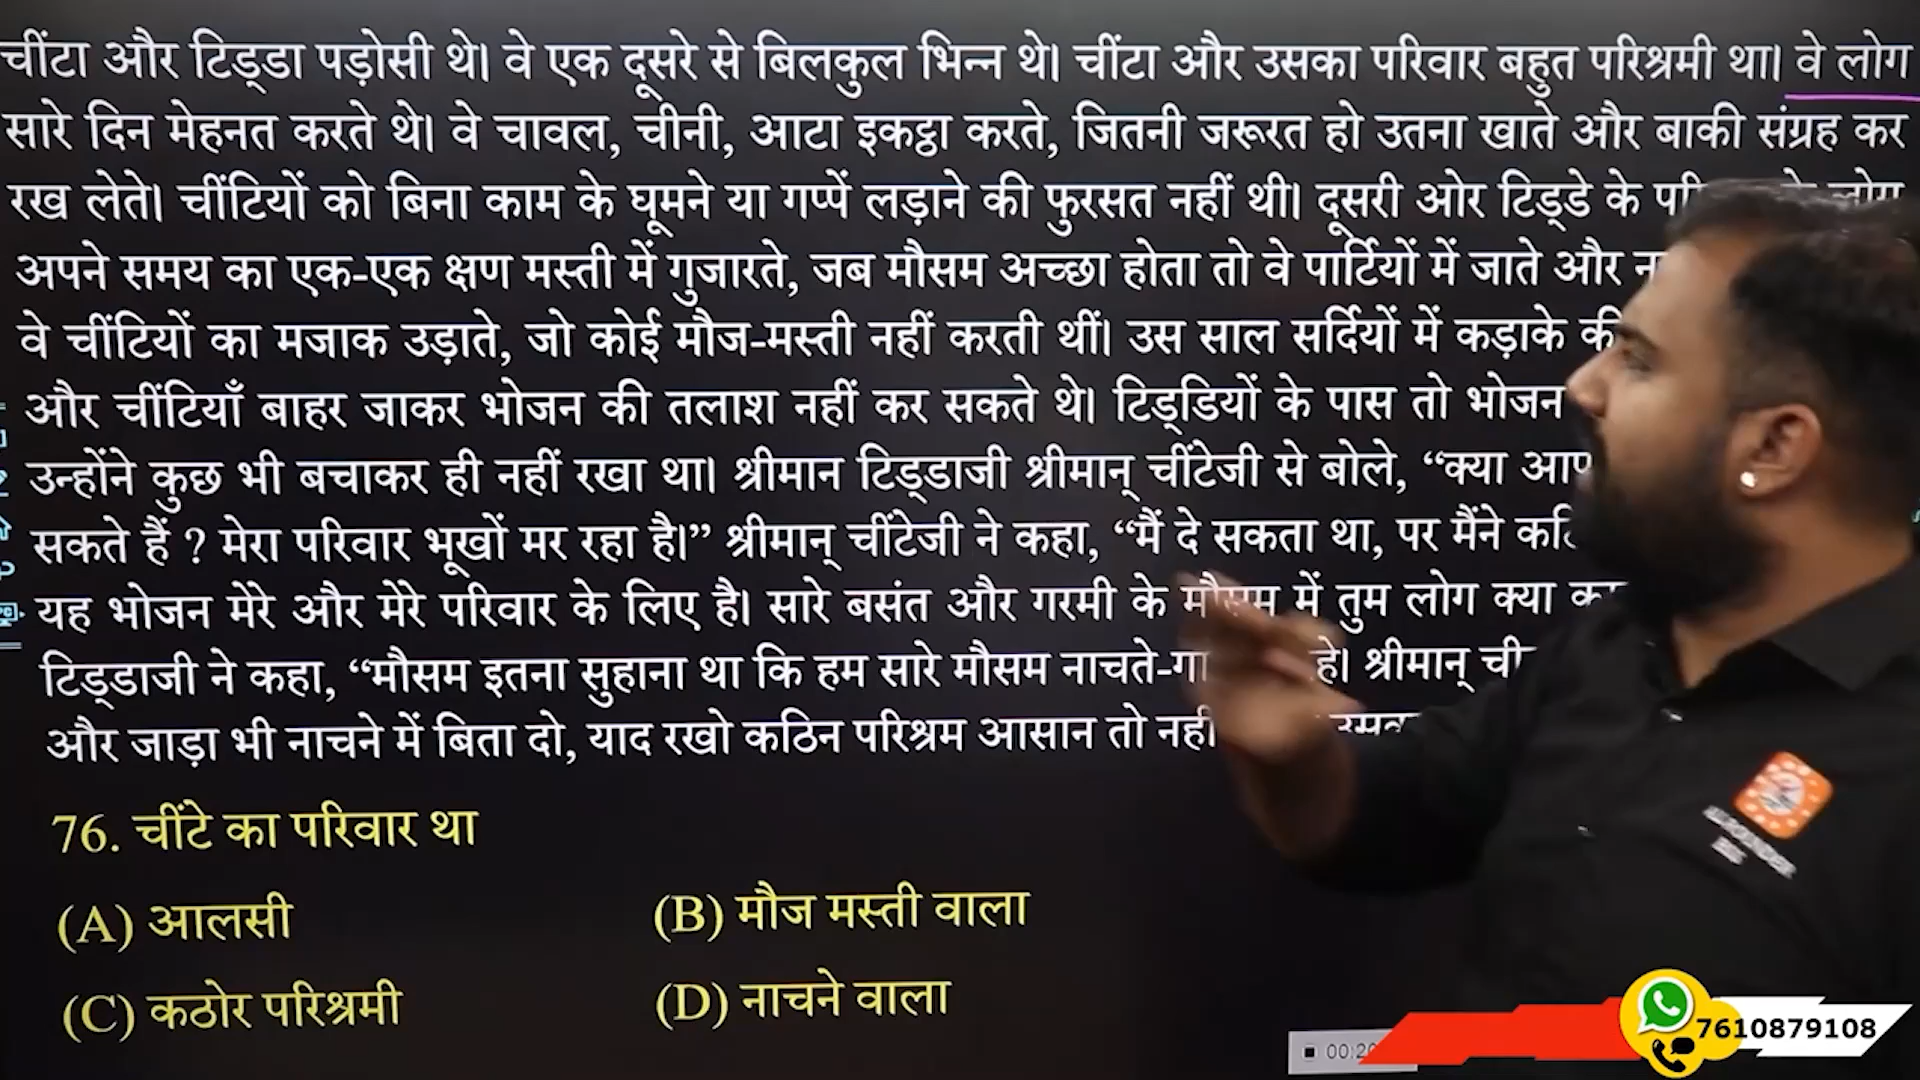 चींटा और टिड्डा पड़ोसी थे। वे एक दूसरे से बिलकुल भिन्न थे। चींटा और उसका परिवार बहुत परिश्रमी था। वे लोग
सारे दिन मेहनत करते थे। वे चावल, चीनी, आटा इकट्ठा करते, जितनी जरूरत हो उतना खाते और बाकी संग्रह कर
रख लेते। चींटियों को बिना काम के घूमने या गप्पें लड़ाने की फुरसत नहीं थी। दूसरी ओर टिड्डे के लोग
अपने समय का एक-एक क्षण मस्ती में गुजारते, जब मौसम अच्छा होता तो वे पार्टियों में जाते और
वे चींटियों का मजाक उड़ाते, जो कोई मौज-मस्ती नहीं करती थीं। उस साल सर्दियों में कड़ाके की
और चींटियाँ बाहर जाकर भोजन की तलाश नहीं कर सकते थे। टिड्डियों के पास तो भोजन
उन्होंने कुछ भी बचाकर ही नहीं रखा था। श्रीमान टिड्डाजी श्रीमान् चींटेजी से बोले, “क्या आप
सकते हैं ? मेरा परिवार भूखों मर रहा है।” श्रीमान् चींटेजी ने कहा, “मैं दे सकता था, पर मैंने
यह भोजन मेरे और मेरे परिवार के लिए है। सारे बसंत और गरमी के मौसम में तुम लोग क्या
टिड्डाजी ने कहा, “मौसम इतना सुहाना था कि हम सारे मौसम श्रीमान्
और जाड़ा भी नाचने में बिता दो, याद रखो कठिन परिश्रम आसान तो
76. चींटे का परिवार था
(A) आलसी (B) मौज मस्ती वाला
(C) कठोर परिश्रमी (D) नाचने वाला
7610879108